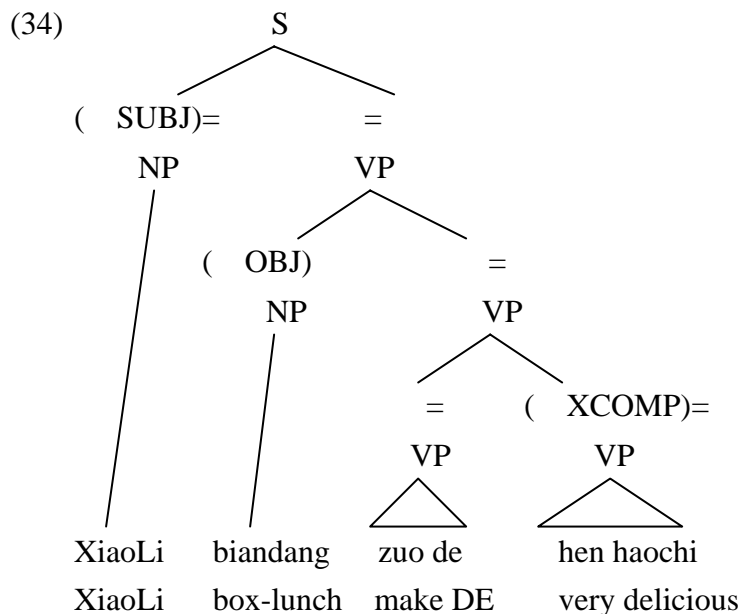 (34) S
( SUBJ)= =
NP VP
( OBJ) =
NP VP
= ( XCOMP)=
VP VP
XiaoLi biandang zuo de hen haochi
XiaoLi box-lunch make DE very delicious